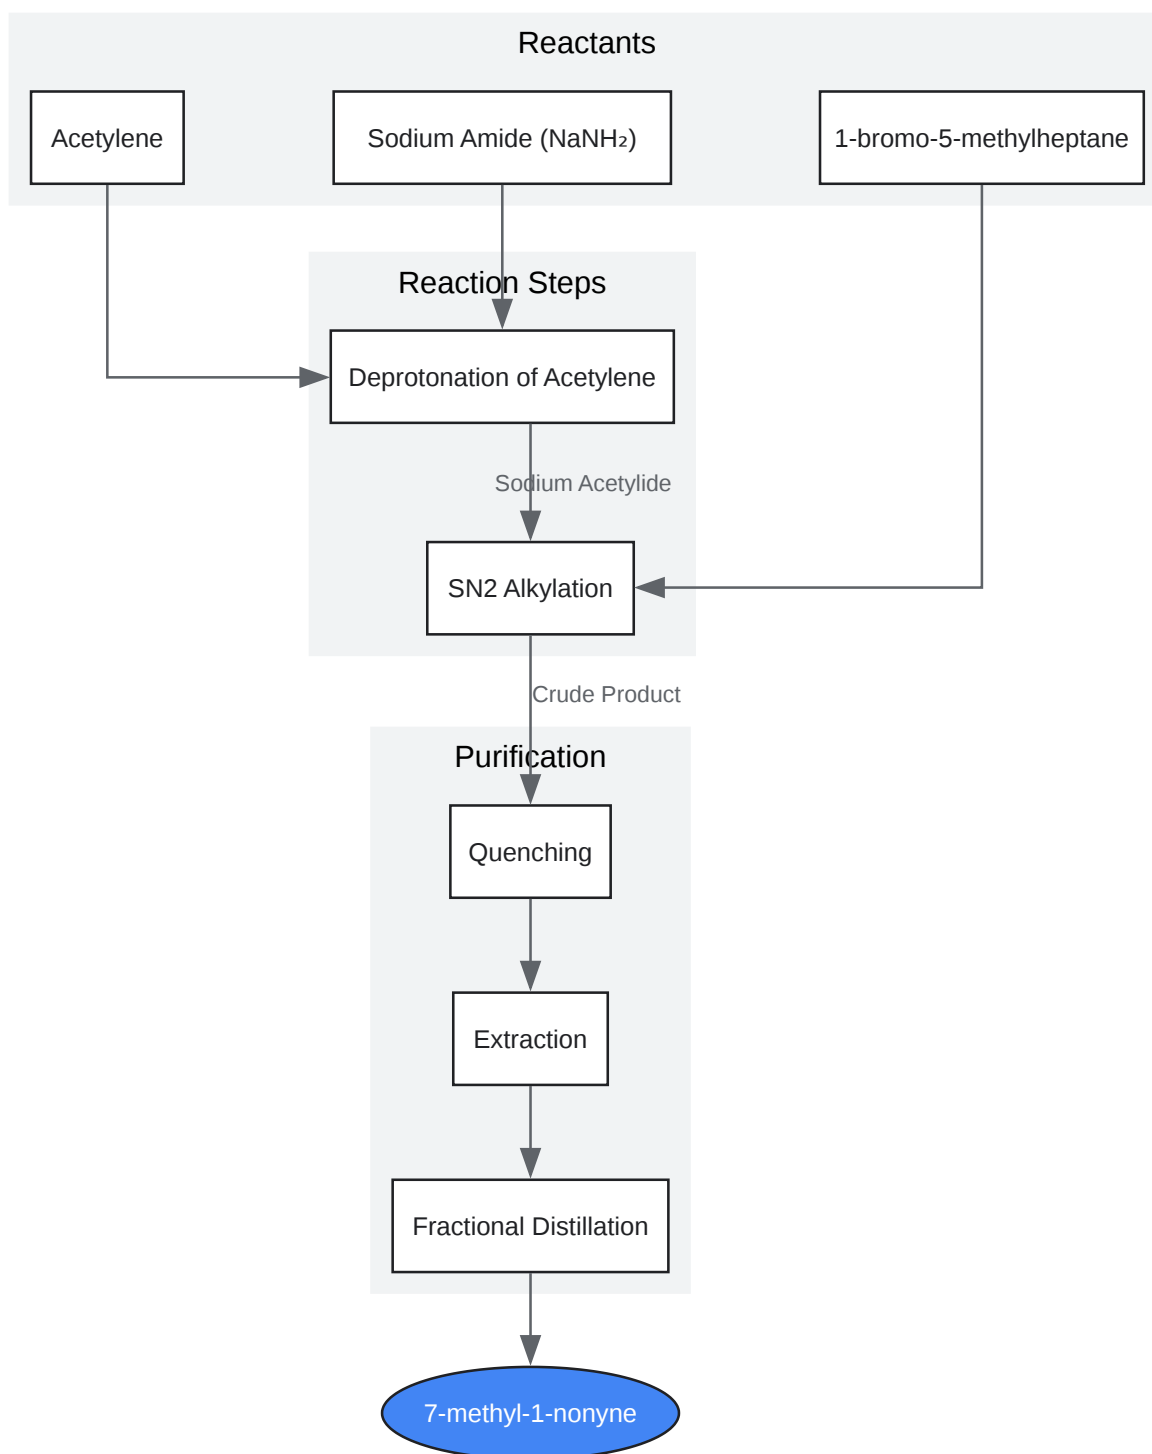 Reactants
Acetylene
Sodium Amide (NaNH₂)
1-bromo-5-methylheptane
Reaction Steps
Deprotonation of Acetylene
Sodium Acetylide
SN2 Alkylation
Crude Product
Purification
Quenching
Extraction
Fractional Distillation
7-methyl-1-nonyne